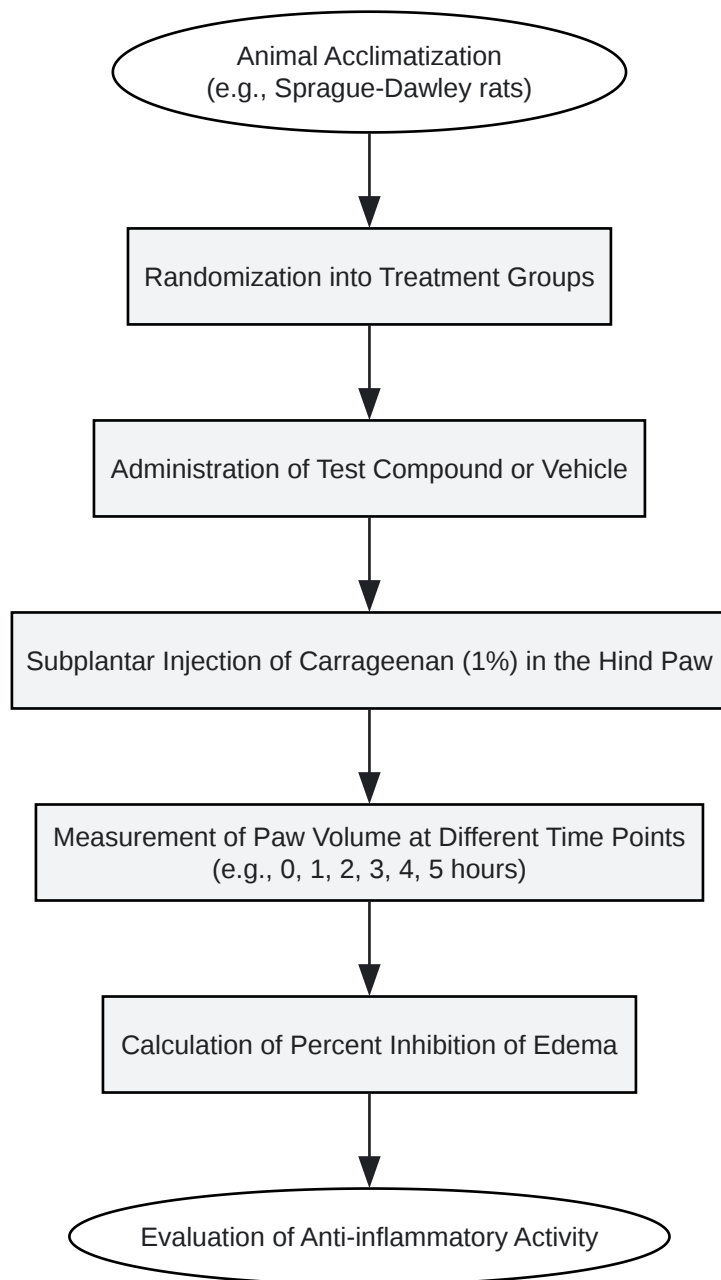 Animal Acclimatization
(e.g., Sprague-Dawley rats)
Randomization into Treatment Groups
Administration of Test Compound or Vehicle
Subplantar Injection of Carrageenan (1%) in the Hind Paw
Measurement of Paw Volume at Different Time Points
(e.g., 0, 1, 2, 3, 4, 5 hours)
Calculation of Percent Inhibition of Edema
Evaluation of Anti-inflammatory Activity